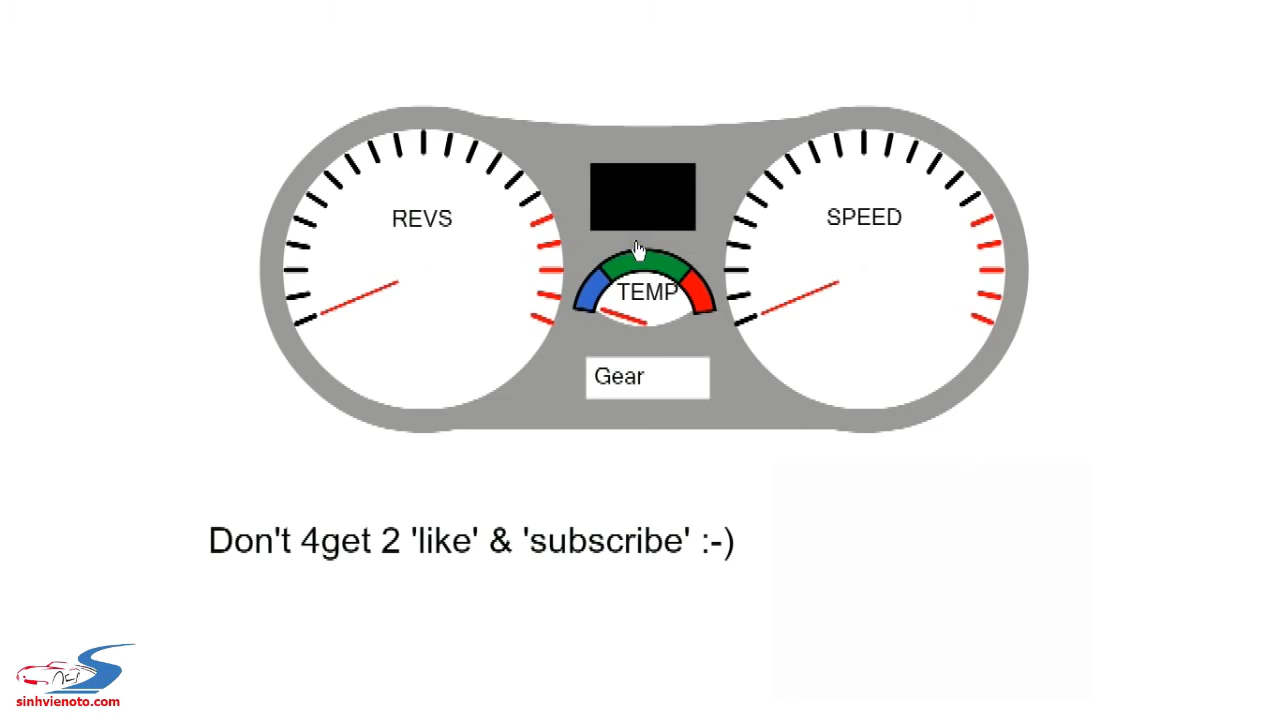 REVS
SPEED
TEMP
Gear
Don't 4get 2 'like' & 'subscribe' :-)
sinhvienoto.com